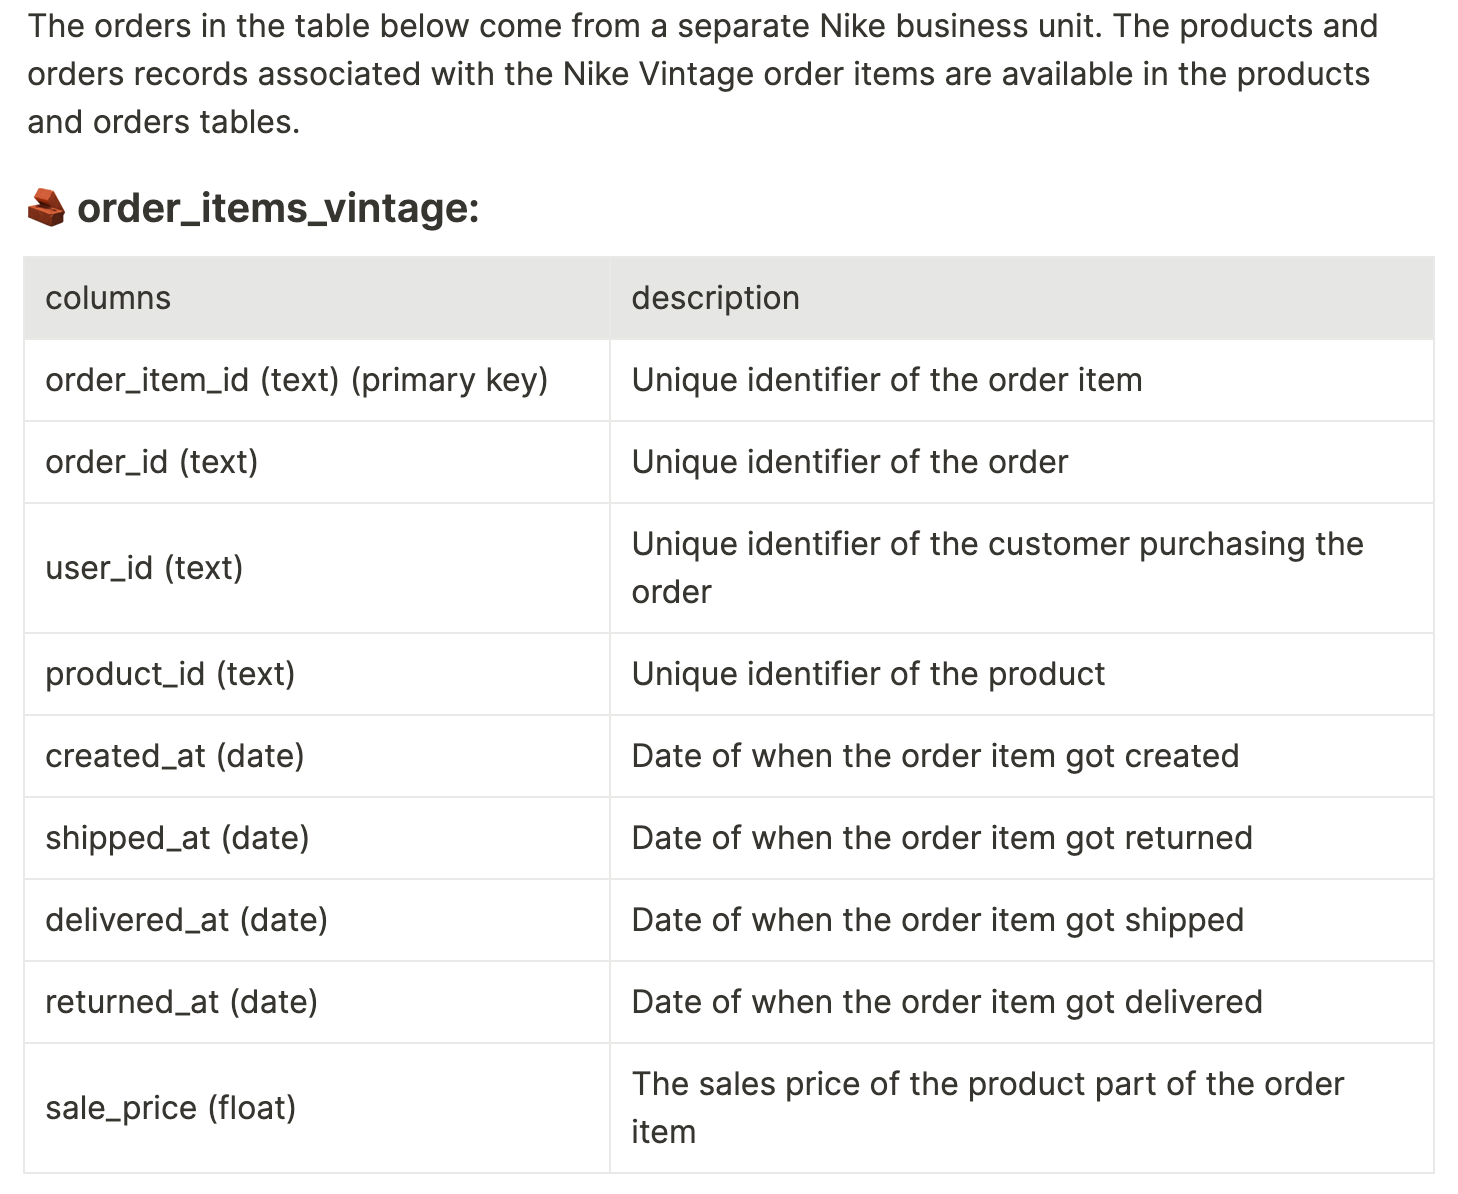 The orders in the table below come from a separate Nike business unit. The products and
orders records associated with the Nike Vintage order items are available in the products
and orders tables.
order_items_vintage:
columns description
order_item_id (text) (primary key) Unique identifier of the order item
order_id (text) Unique identifier of the order
user_id (text) Unique identifier of the customer purchasing the
order
product_id (text) Unique identifier of the product
created_at (date) Date of when the order item got created
shipped_at (date) Date of when the order item got returned
delivered_at (date) Date of when the order item got shipped
returned_at (date) Date of when the order item got delivered
sale_price (float) The sales price of the product part of the order
item